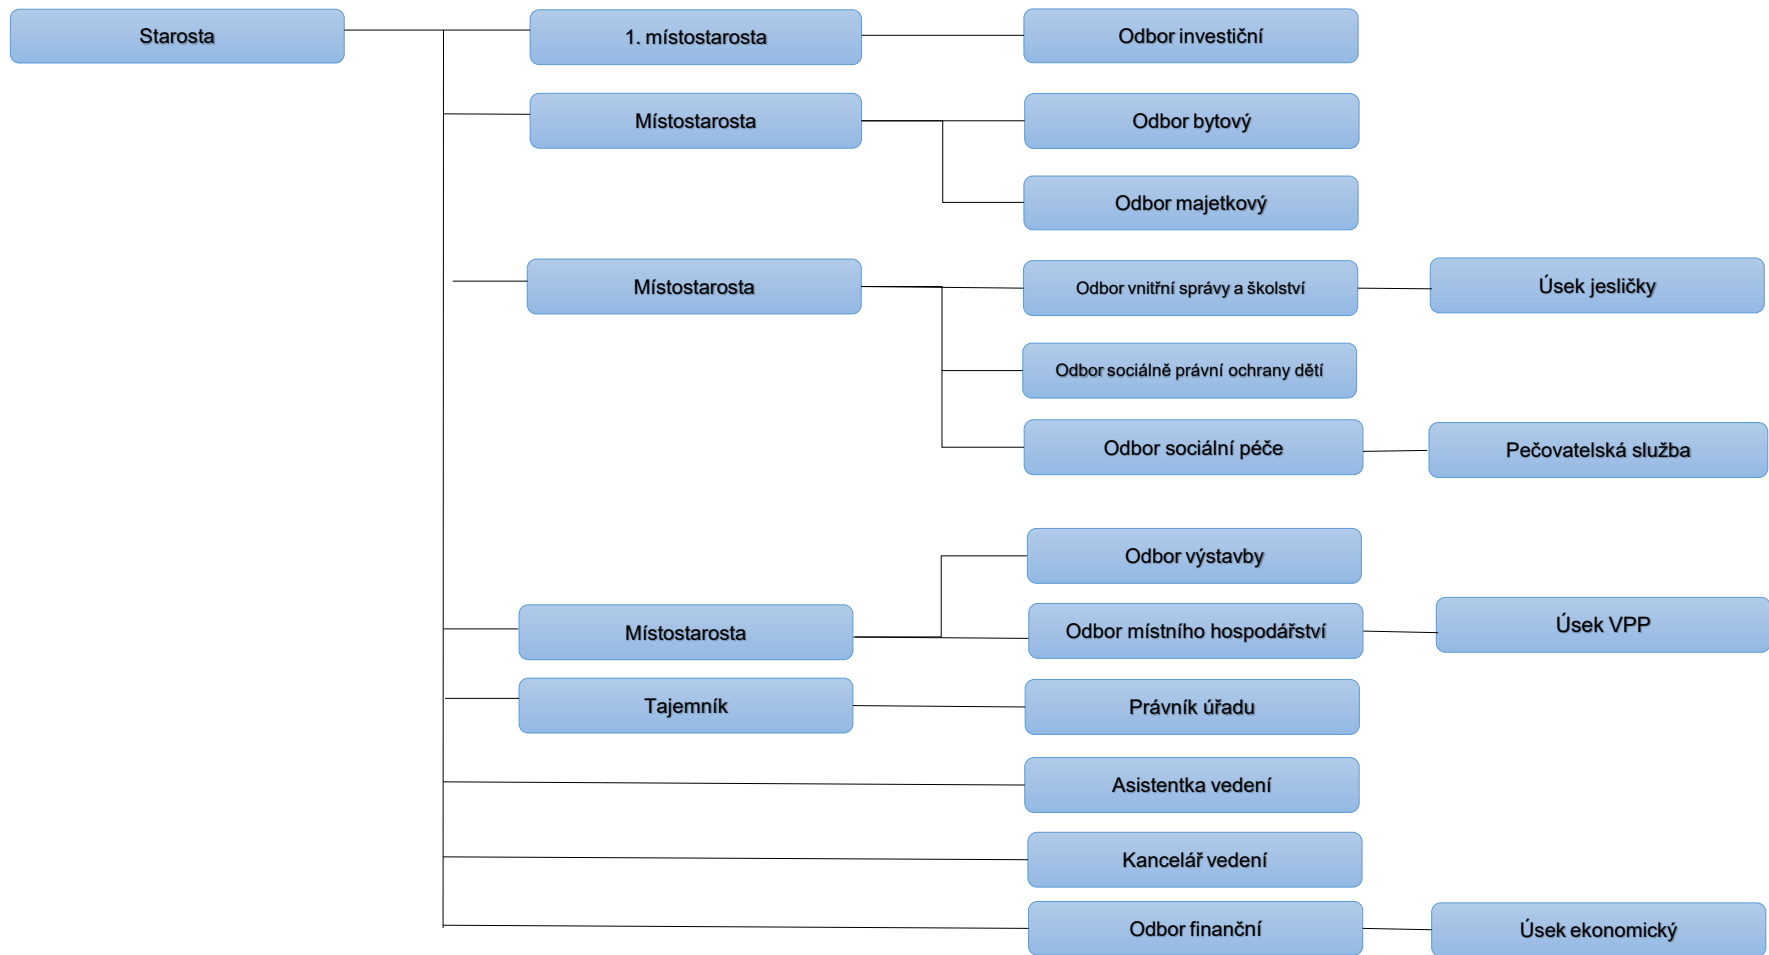 Starosta
1. místostarosta
Odbor investiční
Místostarosta
Odbor bytový
Odbor majetkový
Místostarosta
Odbor vnitřní správy a školství
Úsek jesličky
Odbor sociálně právní ochrany dětí
Odbor sociální péče
Pečovatelská služba
Odbor výstavby
Místostarosta
Odbor místního hospodářství
Úsek VPP
Tajemník
Právník úřadu
Asistentka vedení
Kancelář vedení
Odbor finanční
Úsek ekonomický